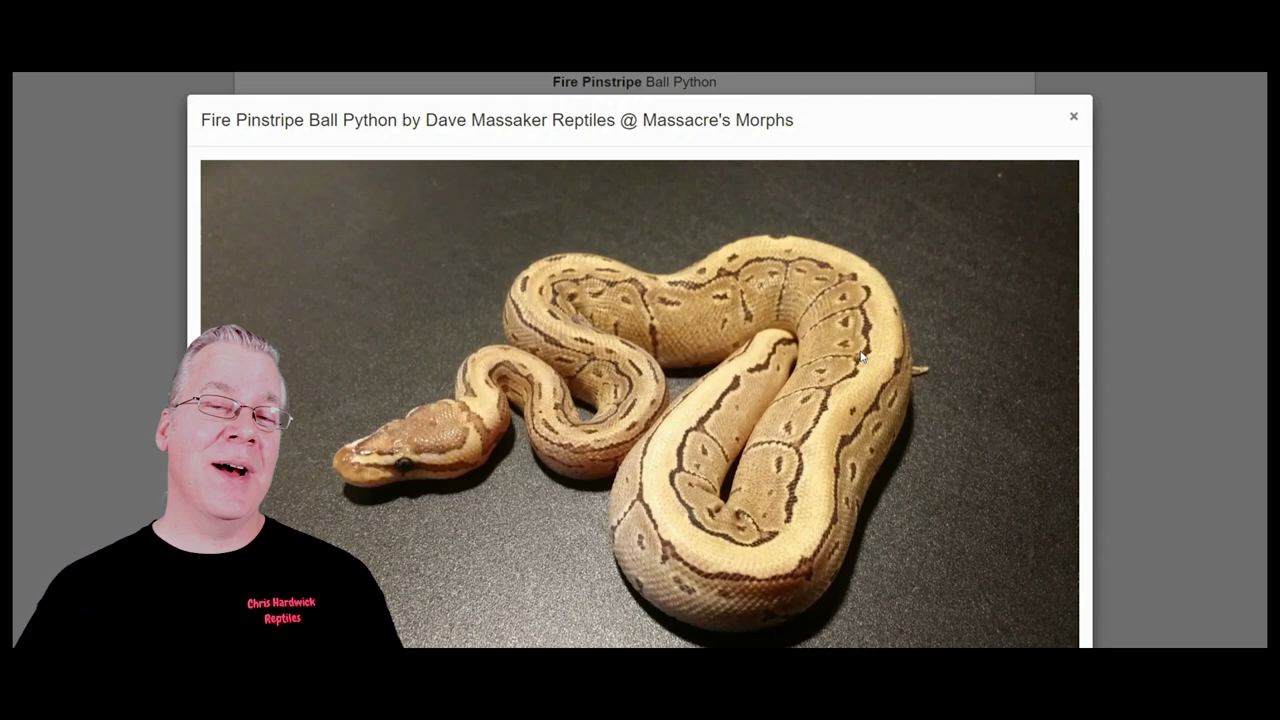 Fire Pinstripe Ball Python
Fire Pinstripe Ball Python by Dave Massaker Reptiles @ Massacre's Morphs
×
Chris Hardwick
Reptiles